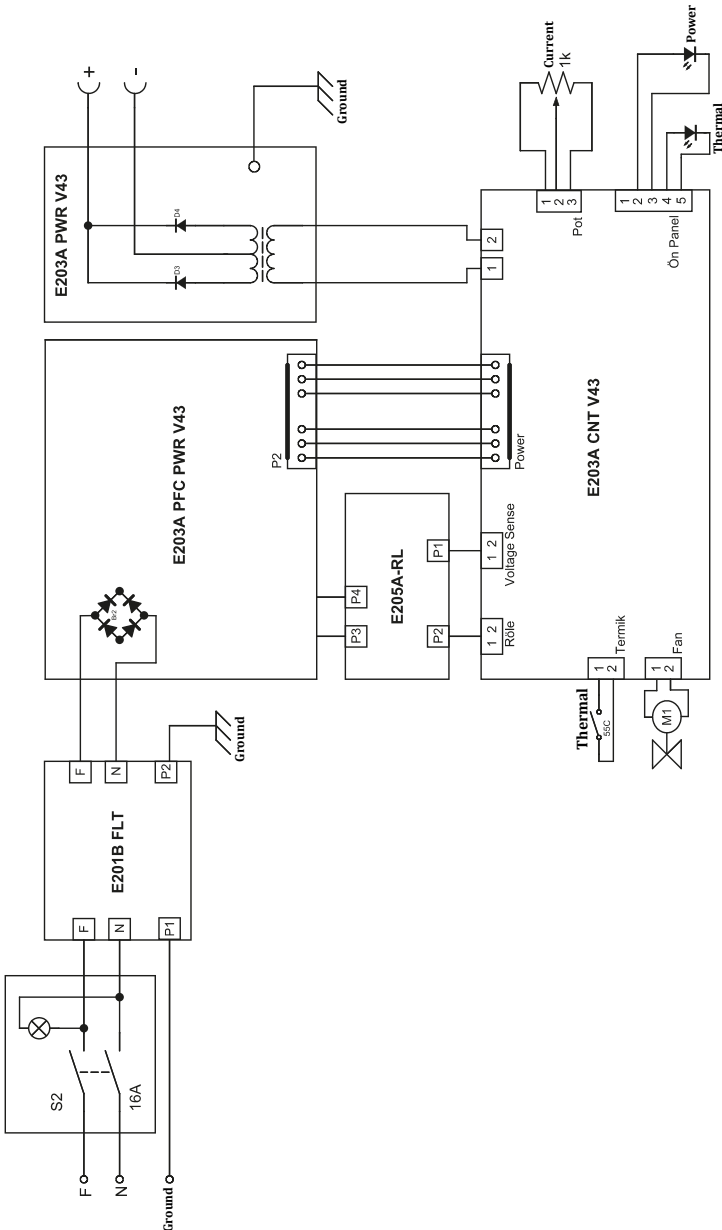 F
N
Ground
S2
16A
F
N
P1
E201B FLT
F
N
P2
Ground
Br2
E203A PFC PWR V43
P2
E203A PWR V43
D3
D4
+
-
Ground
P3
P4
E205A-RL
P2
P1
1 2
Röle
1 2
Voltage Sense
Power
1
2
E203A CNT V43
Thermal
55C
1
2
Termik
M1
1
2
Fan
1
2
3
Pot
Current
1k
1
2
3
4
5
Ön Panel
Power
Thermal